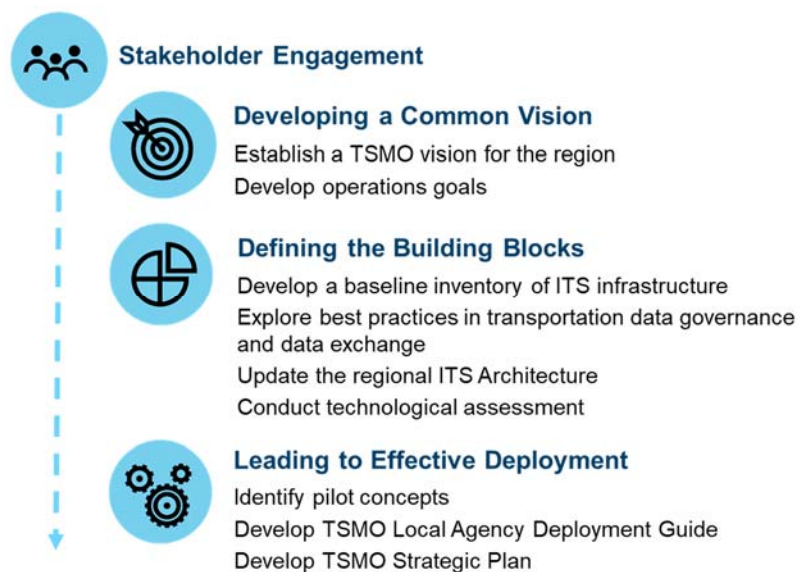 Stakeholder Engagement
Developing a Common Vision
Establish a TSMO vision for the region
Develop operations goals
Defining the Building Blocks
Develop a baseline inventory of ITS infrastructure
Explore best practices in transportation data governance
and data exchange
Update the regional ITS Architecture
Conduct technological assessment
Leading to Effective Deployment
Identify pilot concepts
Develop TSMO Local Agency Deployment Guide
Develop TSMO Strategic Plan